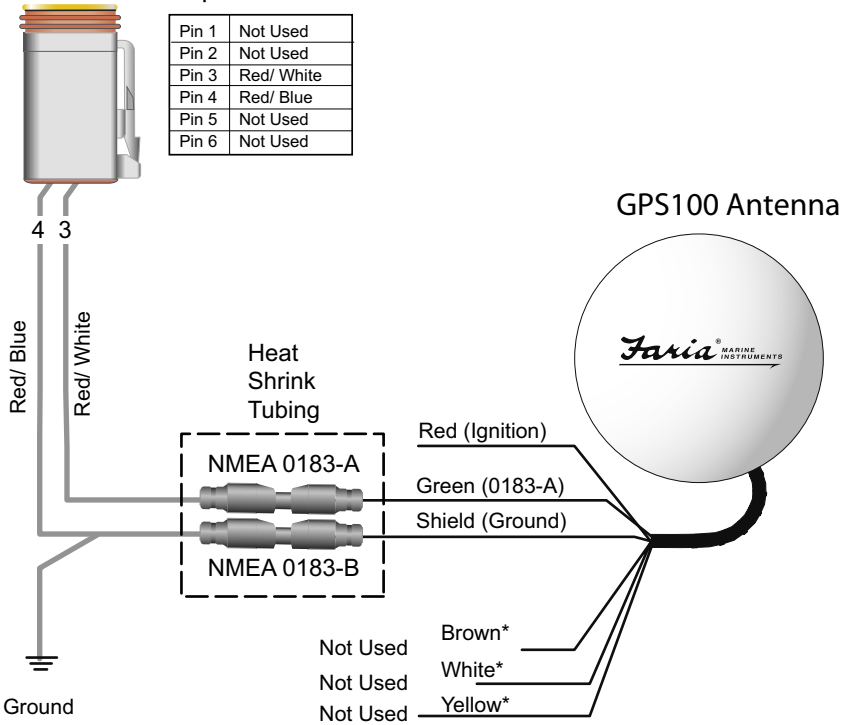 Pin 1 Not Used
Pin 2 Not Used
Pin 3 Red/ White
Pin 4 Red/ Blue
Pin 5 Not Used
Pin 6 Not Used
GPS100 Antenna
4 3
Red/ Blue
Red/ White
Faria®
MARINE
INSTRUMENTS
Heat
Shrink
Tubing
Red (Ignition)
NMEA 0183-A
Green (0183-A)
Shield (Ground)
NMEA 0183-B
Not Used Brown*
Not Used White*
Not Used Yellow*
Ground